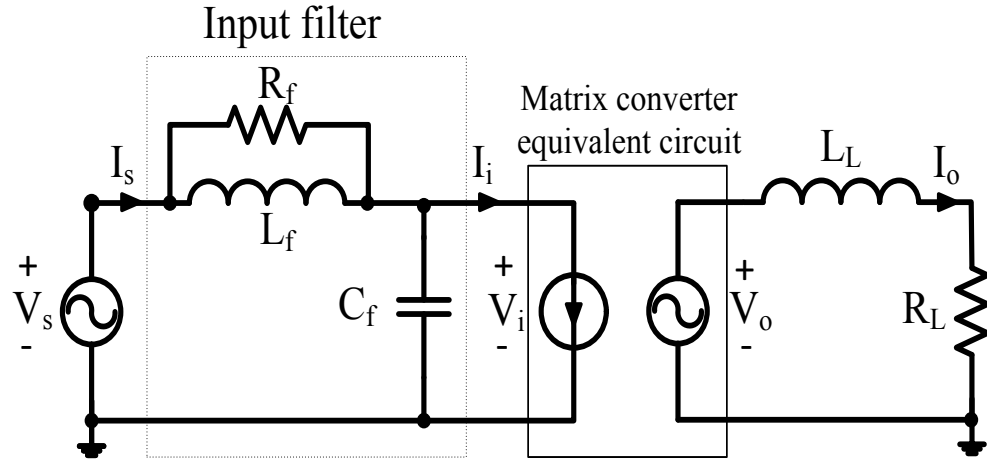 Input filter
R_f
Matrix converter
equivalent circuit
I_s
I_i
L_L
I_o
L_f
+
V_s
-
C_f
+
V_i
-
+
V_o
-
R_L